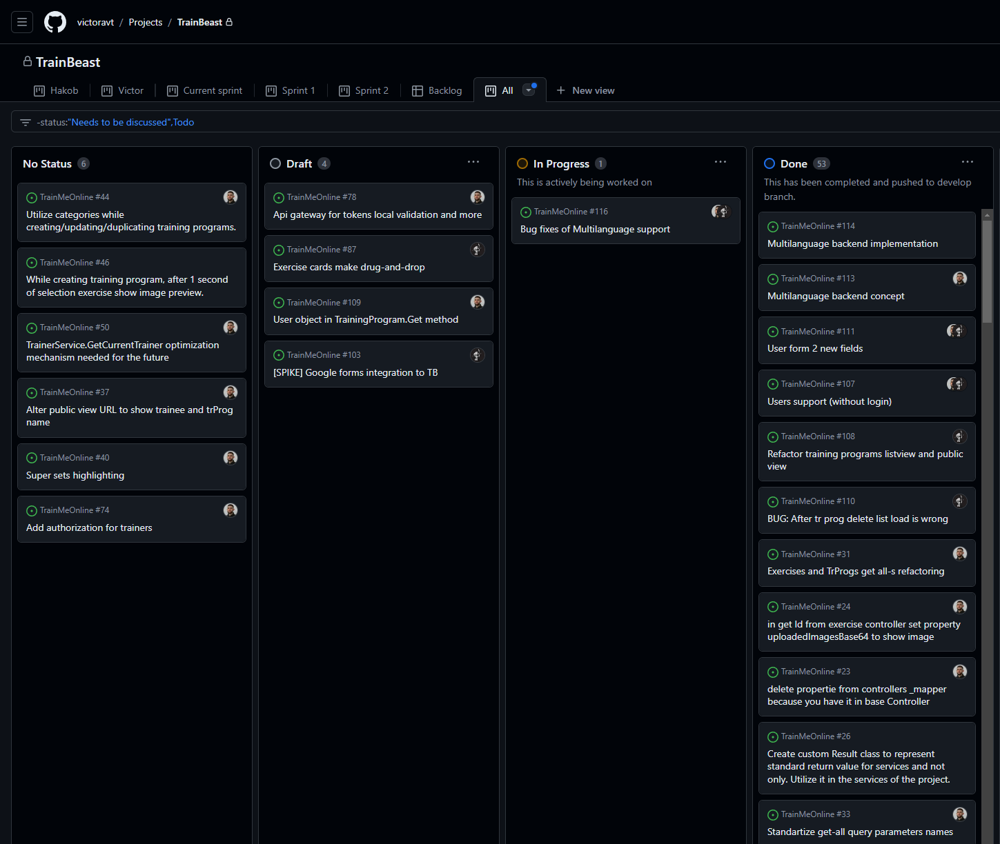 victoravt / Projects / TrainBeast
TrainBeast
Hakob
Victor
Current sprint
Sprint 1
Sprint 2
Backlog
All
New view
-status:"Needs to be discussed",Todo
No Status 6
TrainMeOnline #44
Utilize categories while
creating/updating/duplicating training programs.
TrainMeOnline #46
While creating training program, after 1 second
of selection exercise show image preview.
TrainMeOnline #50
TrainerService.GetCurrentTrainer optimization
mechanism needed for the future
TrainMeOnline #37
Alter public view URL to show trainee and trProg
name
TrainMeOnline #40
Super sets highlighting
TrainMeOnline #74
Add authorization for trainers
Draft 4
TrainMeOnline #78
Api gateway for tokens local validation and more
TrainMeOnline #87
Exercise cards make drug-and-drop
TrainMeOnline #109
User object in TrainingProgram.Get method
TrainMeOnline #103
[SPIKE] Google forms integration to TB
In Progress 1
This is actively being worked on
TrainMeOnline #116
Bug fixes of Multilanguage support
Done 53
This has been completed and pushed to develop
branch.
TrainMeOnline #114
Multilanguage backend implementation
TrainMeOnline #113
Multilanguage backend concept
TrainMeOnline #111
User form 2 new fields
TrainMeOnline #107
Users support (without login)
TrainMeOnline #108
Refactor training programs listview and public
view
TrainMeOnline #110
BUG: After tr prog delete list load is wrong
TrainMeOnline #31
Exercises and TrProgs get all-s refactoring
TrainMeOnline #24
in get Id from exercise controller set property
uploadedImagesBase64 to show image
TrainMeOnline #23
delete propertie from controllers _mapper
because you have it in base Controller
TrainMeOnline #26
Create custom Result class to represent
standard return value for services and not
only. Utilize it in the services of the project.
TrainMeOnline #33
Standartize get-all query parameters names